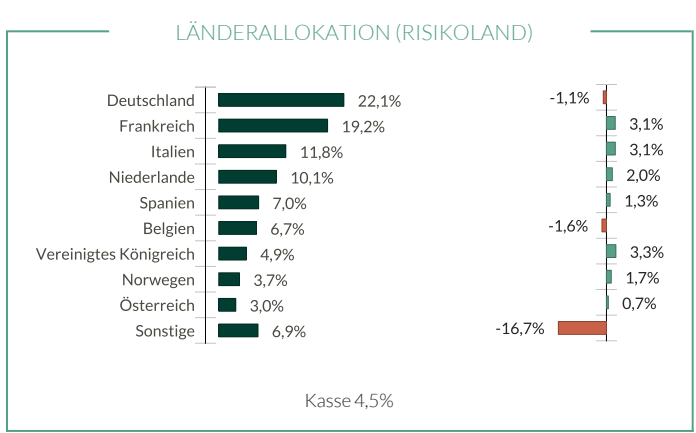 LÄNDERALLOKATION (RISIKOLAND)
Deutschland 22,1% -1,1%
Frankreich 19,2% 3,1%
Italien 11,8% 3,1%
Niederlande 10,1% 2,0%
Spanien 7,0% 1,3%
Belgien 6,7% -1,6%
Vereinigtes Königreich 4,9% 3,3%
Norwegen 3,7% 1,7%
Österreich 3,0% 0,7%
Sonstige 6,9% -16,7%
Kasse 4,5%